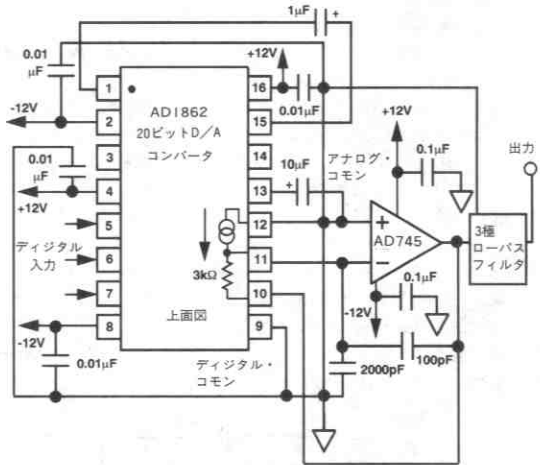 1μF
+
0.01
μF
-12V
0.01
μF
+12V
ディジタル
入力
-12V
0.01μF
1
2
3
4
5
6
7
8
AD1862
20ビットD/A
コンバータ
3kΩ
上面図
16
15
14
13
12
11
10
9
+12V
0.01μF
10μF
+
アナログ・
コモン
+12V
0.1μF
+
AD745
−
0.1μF
-12V
2000pF
100pF
ディジタル・
コモン
3極
ローパス
フィルタ
出力